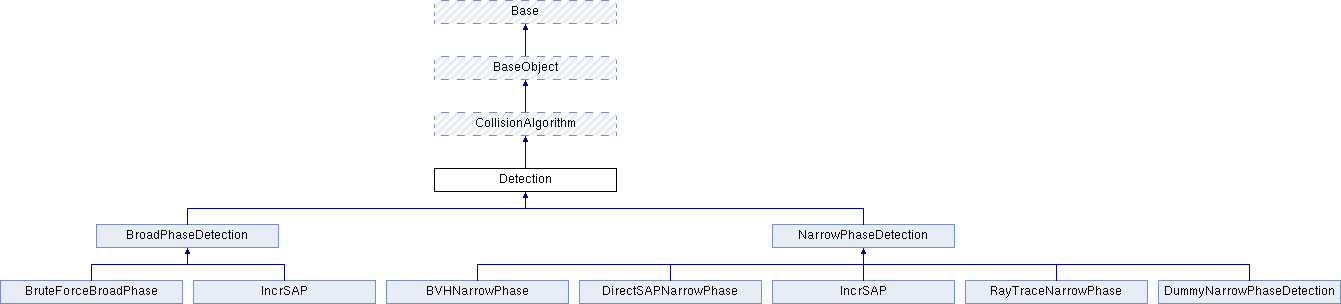 Base
BaseObject
CollisionAlgorithm
Detection
BroadPhaseDetection
NarrowPhaseDetection
BruteForceBroadPhase
IncrSAP
BVHNarrowPhase
DirectSAPNarrowPhase
IncrSAP
RayTraceNarrowPhase
DummyNarrowPhaseDetection